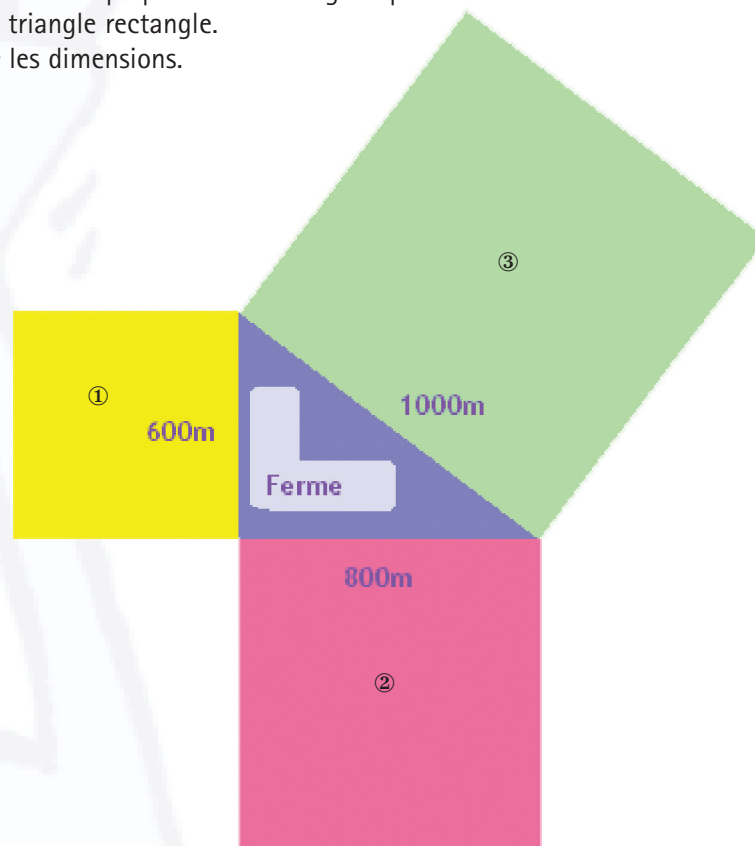 triangle rectangle.
les dimensions.
③
①
1000m
600m
Ferme
800m
②